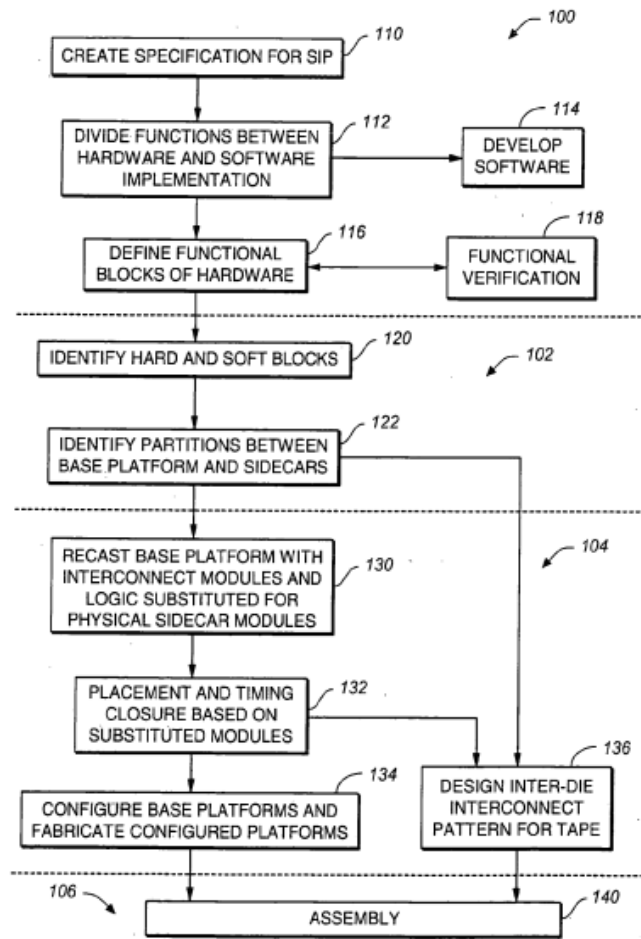 100
110
CREATE SPECIFICATION FOR SIP
112
DIVIDE FUNCTIONS BETWEEN
HARDWARE AND SOFTWARE
IMPLEMENTATION
114
DEVELOP
SOFTWARE
116
DEFINE FUNCTIONAL
BLOCKS OF HARDWARE
118
FUNCTIONAL
VERIFICATION
120
IDENTIFY HARD AND SOFT BLOCKS
102
122
IDENTIFY PARTITIONS BETWEEN
BASE PLATFORM AND SIDECARS
104
RECAST BASE PLATFORM WITH
INTERCONNECT MODULES AND
LOGIC SUBSTITUTED FOR
PHYSICAL SIDECAR MODULES
130
PLACEMENT AND TIMING
CLOSURE BASED ON
SUBSTITUTED MODULES
132
134
CONFIGURE BASE PLATFORMS AND
FABRICATE CONFIGURED PLATFORMS
136
DESIGN INTER-DIE
INTERCONNECT
PATTERN FOR TAPE
106
ASSEMBLY
140